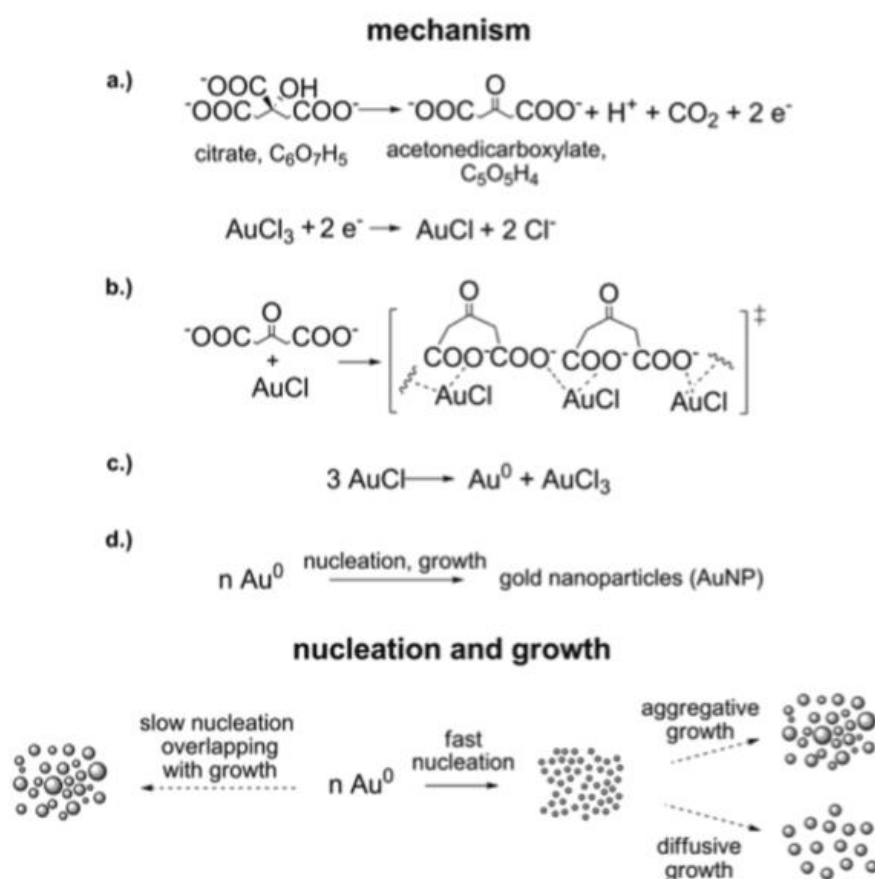 mechanism
a.)
⁻OOC OH
⁻OOC COO⁻ → ⁻OOC COO⁻ + H⁺ + CO₂ + 2 e⁻
O
citrate, C₆O₇H₅
acetonedicarboxylate,
C₅O₅H₄
AuCl₃ + 2 e⁻ → AuCl + 2 Cl⁻
b.)
O
⁻OOC COO⁻
+
AuCl
O O ‡
COO⁻COO⁻ COO⁻COO⁻
AuCl AuCl AuCl
c.)
3 AuCl → Au⁰ + AuCl₃
d.)
n Au⁰
nucleation, growth
gold nanoparticles (AuNP)
nucleation and growth
slow nucleation
overlapping
with growth
n Au⁰
fast
nucleation
aggregative
growth
diffusive
growth